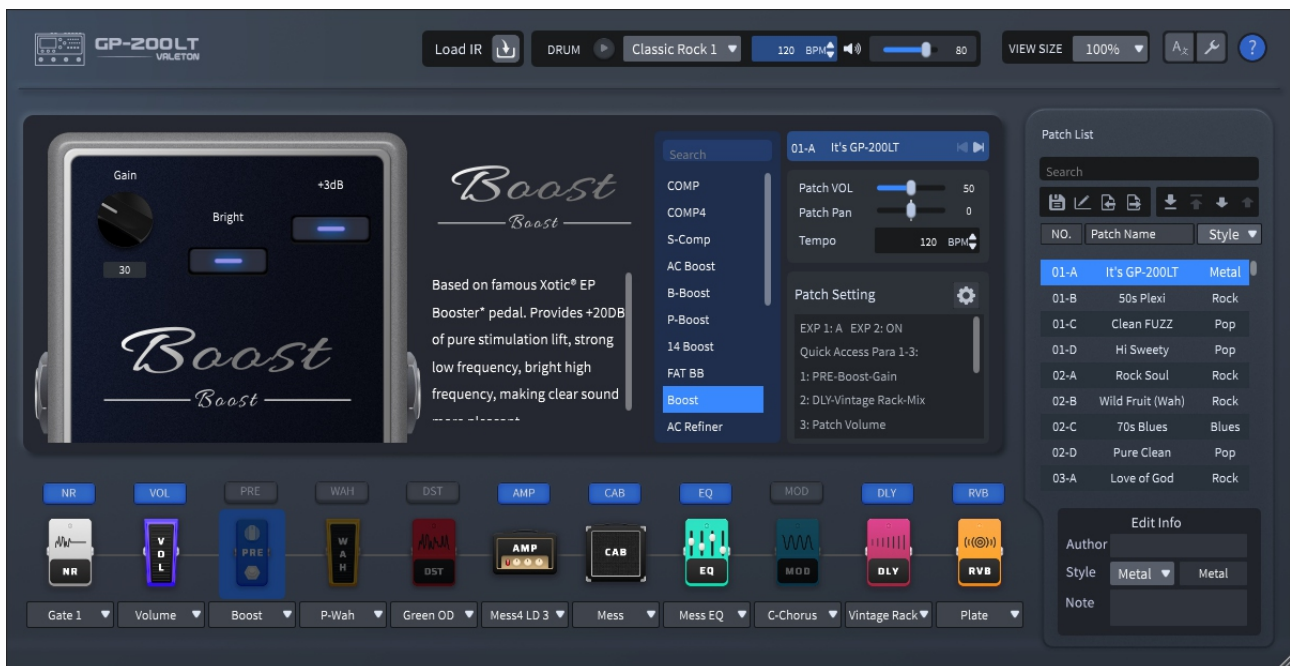 GP-200LT
VALETON
Load IR
DRUM
Classic Rock 1
120 BPM
80
VIEW SIZE
100%
?
Gain
30
Bright
+3dB
Boost
Boost
Boost
Boost
Based on famous Xotic® EP
Booster* pedal. Provides +20DB
of pure stimulation lift, strong
low frequency, bright high
frequency, making clear sound
Search
COMP
COMP4
S-Comp
AC Boost
B-Boost
P-Boost
14 Boost
FAT BB
Boost
AC Refiner
01-A It's GP-200LT
Patch VOL 50
Patch Pan 0
Tempo 120 BPM
Patch Setting
EXP 1: A EXP 2: ON
Quick Access Para 1-3:
1: PRE-Boost-Gain
2: DLY-Vintage Rack-Mix
3: Patch Volume
Patch List
Search
NO. Patch Name Style
01-A It's GP-200LT Metal
01-B 50s Plexi Rock
01-C Clean FUZZ Pop
01-D Hi Sweety Pop
02-A Rock Soul Rock
02-B Wild Fruit (Wah) Rock
02-C 70s Blues Blues
02-D Pure Clean Pop
03-A Love of God Rock
Edit Info
Author
Style Metal Metal
Note
NR VOL PRE WAH DST AMP CAB EQ MOD DLY RVB
NR VOL PRE WAH DST AMP CAB EQ MOD DLY RVB
Gate 1 Volume Boost P-Wah Green OD Mess4 LD 3 Mess Mess EQ C-Chorus Vintage Rack Plate